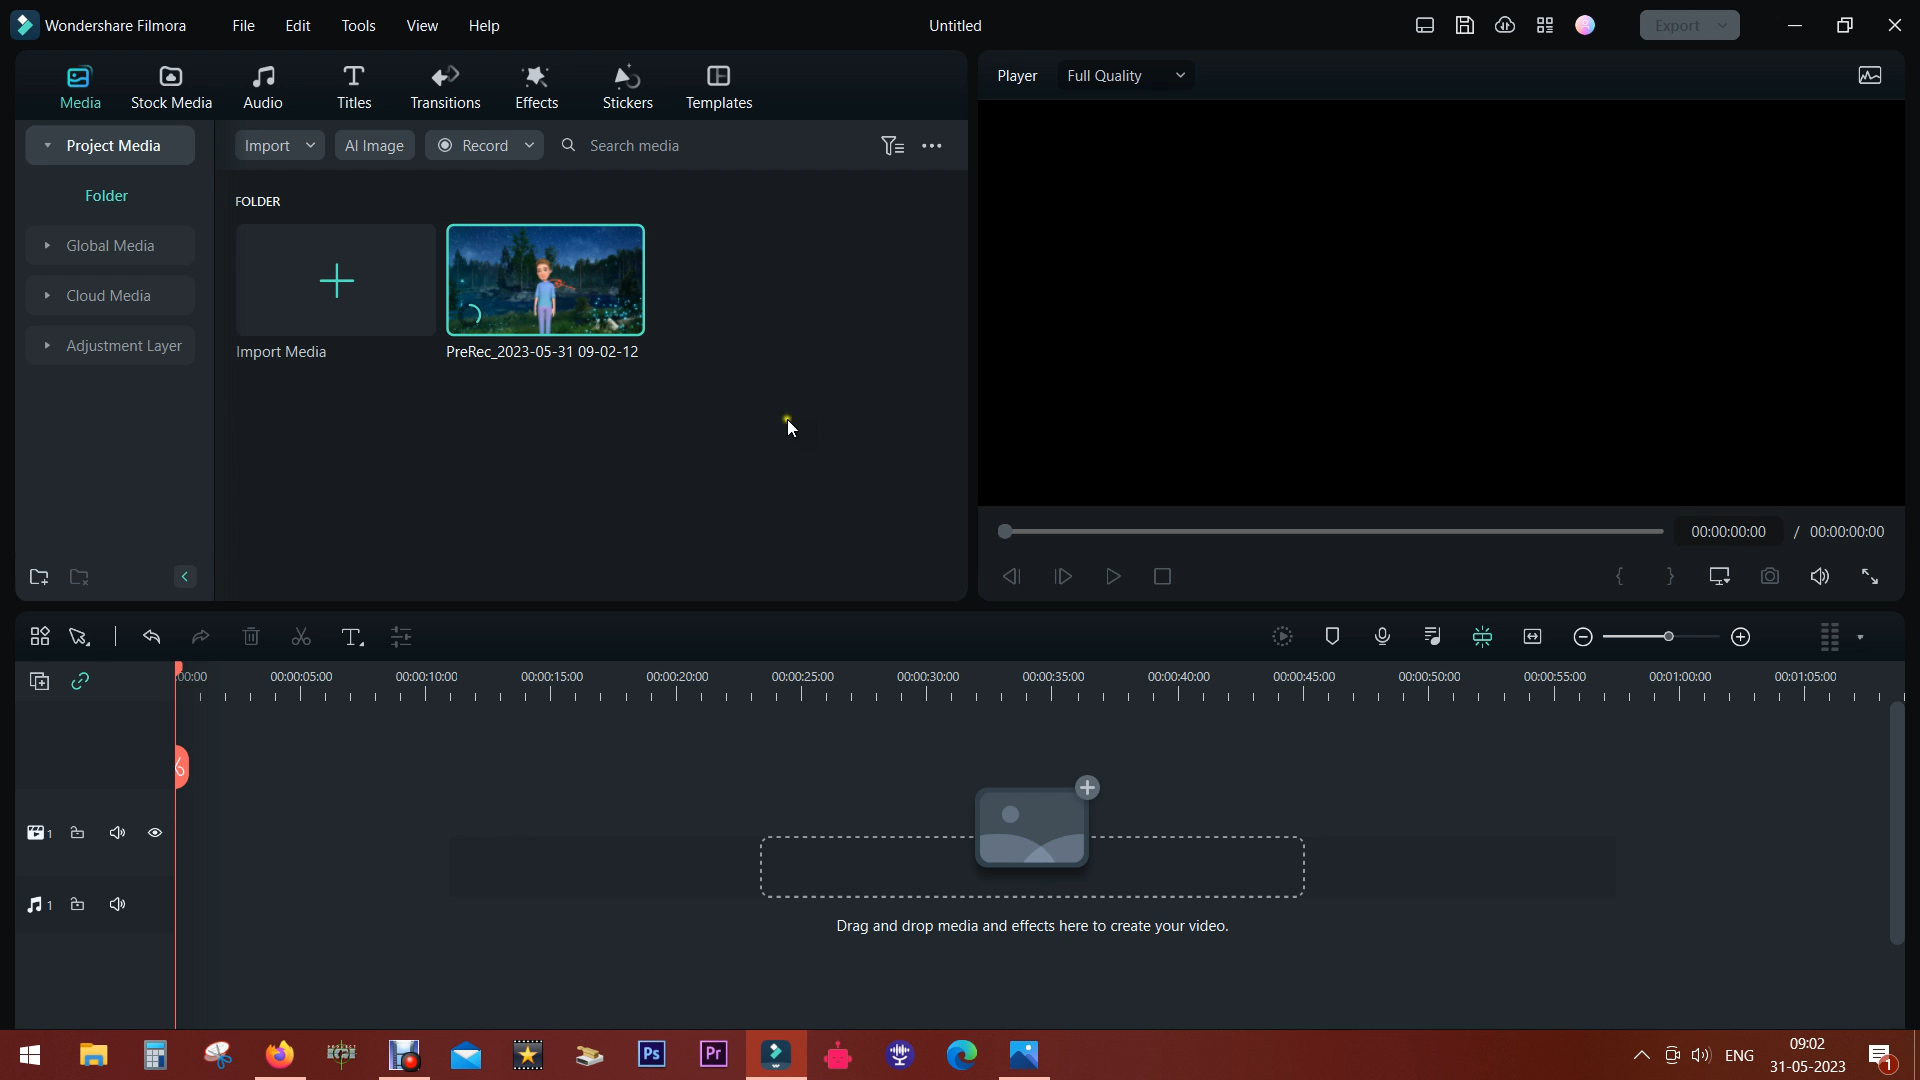 Wondershare Filmora
File
Edit
Tools
View
Help
Untitled
Export
Media
Stock Media
Audio
Titles
Transitions
Effects
Stickers
Templates
Player
Full Quality
Project Media
Import
AI Image
Record
Search media
Folder
FOLDER
Global Media
Cloud Media
Adjustment Layer
Import Media
PreRec_2023-05-31 09-02-12
00:00:00:00 / 00:00:00:00
:00:00
00:00:05:00
00:00:10:00
00:00:15:00
00:00:20:00
00:00:25:00
00:00:30:00
00:00:35:00
00:00:40:00
00:00:45:00
00:00:50:00
00:00:55:00
00:01:00:00
00:01:05:00
1
1
Drag and drop media and effects here to create your video.
Ps
Pr
ENG
09:02
31-05-2023
1